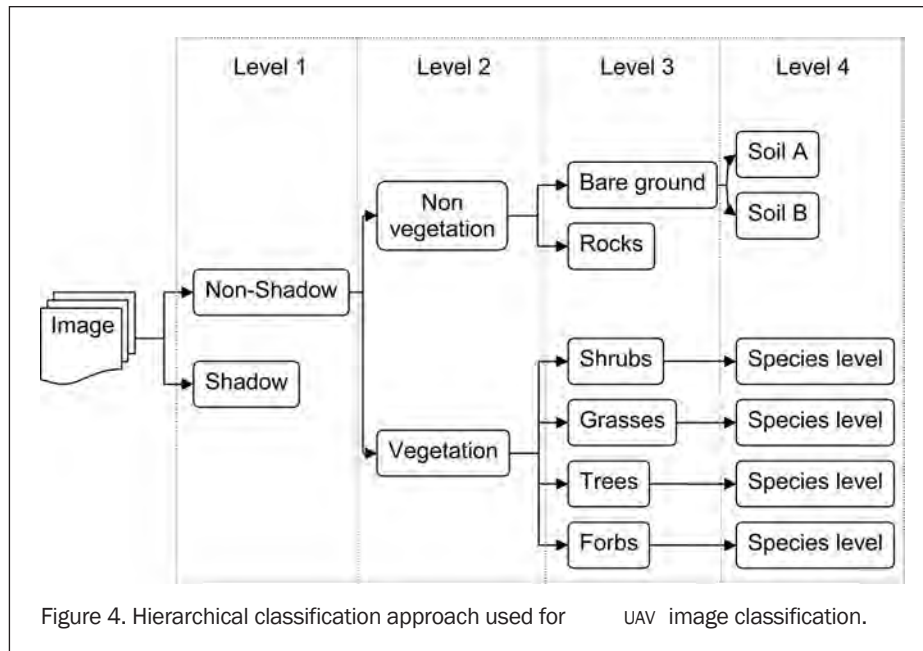 Level 1
Level 2
Level 3
Level 4
Image
Non-Shadow
Shadow
Non
vegetation
Vegetation
Bare ground
Rocks
Shrubs
Grasses
Trees
Forbs
Soil A
Soil B
Species level
Species level
Species level
Species level
Figure 4. Hierarchical classification approach used for UAV image classification.